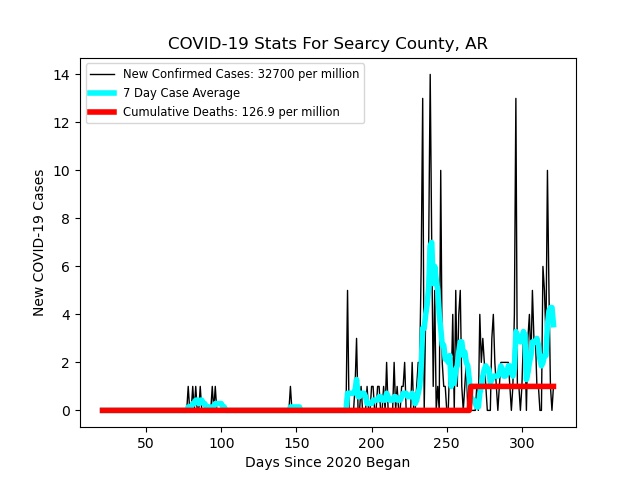 COVID-19 Stats For Searcy County, AR
New Confirmed Cases: 32700 per million
7 Day Case Average
Cumulative Deaths: 126.9 per million
New COVID-19 Cases
14
12
10
8
6
4
2
0
50 100 150 200 250 300
Days Since 2020 Began